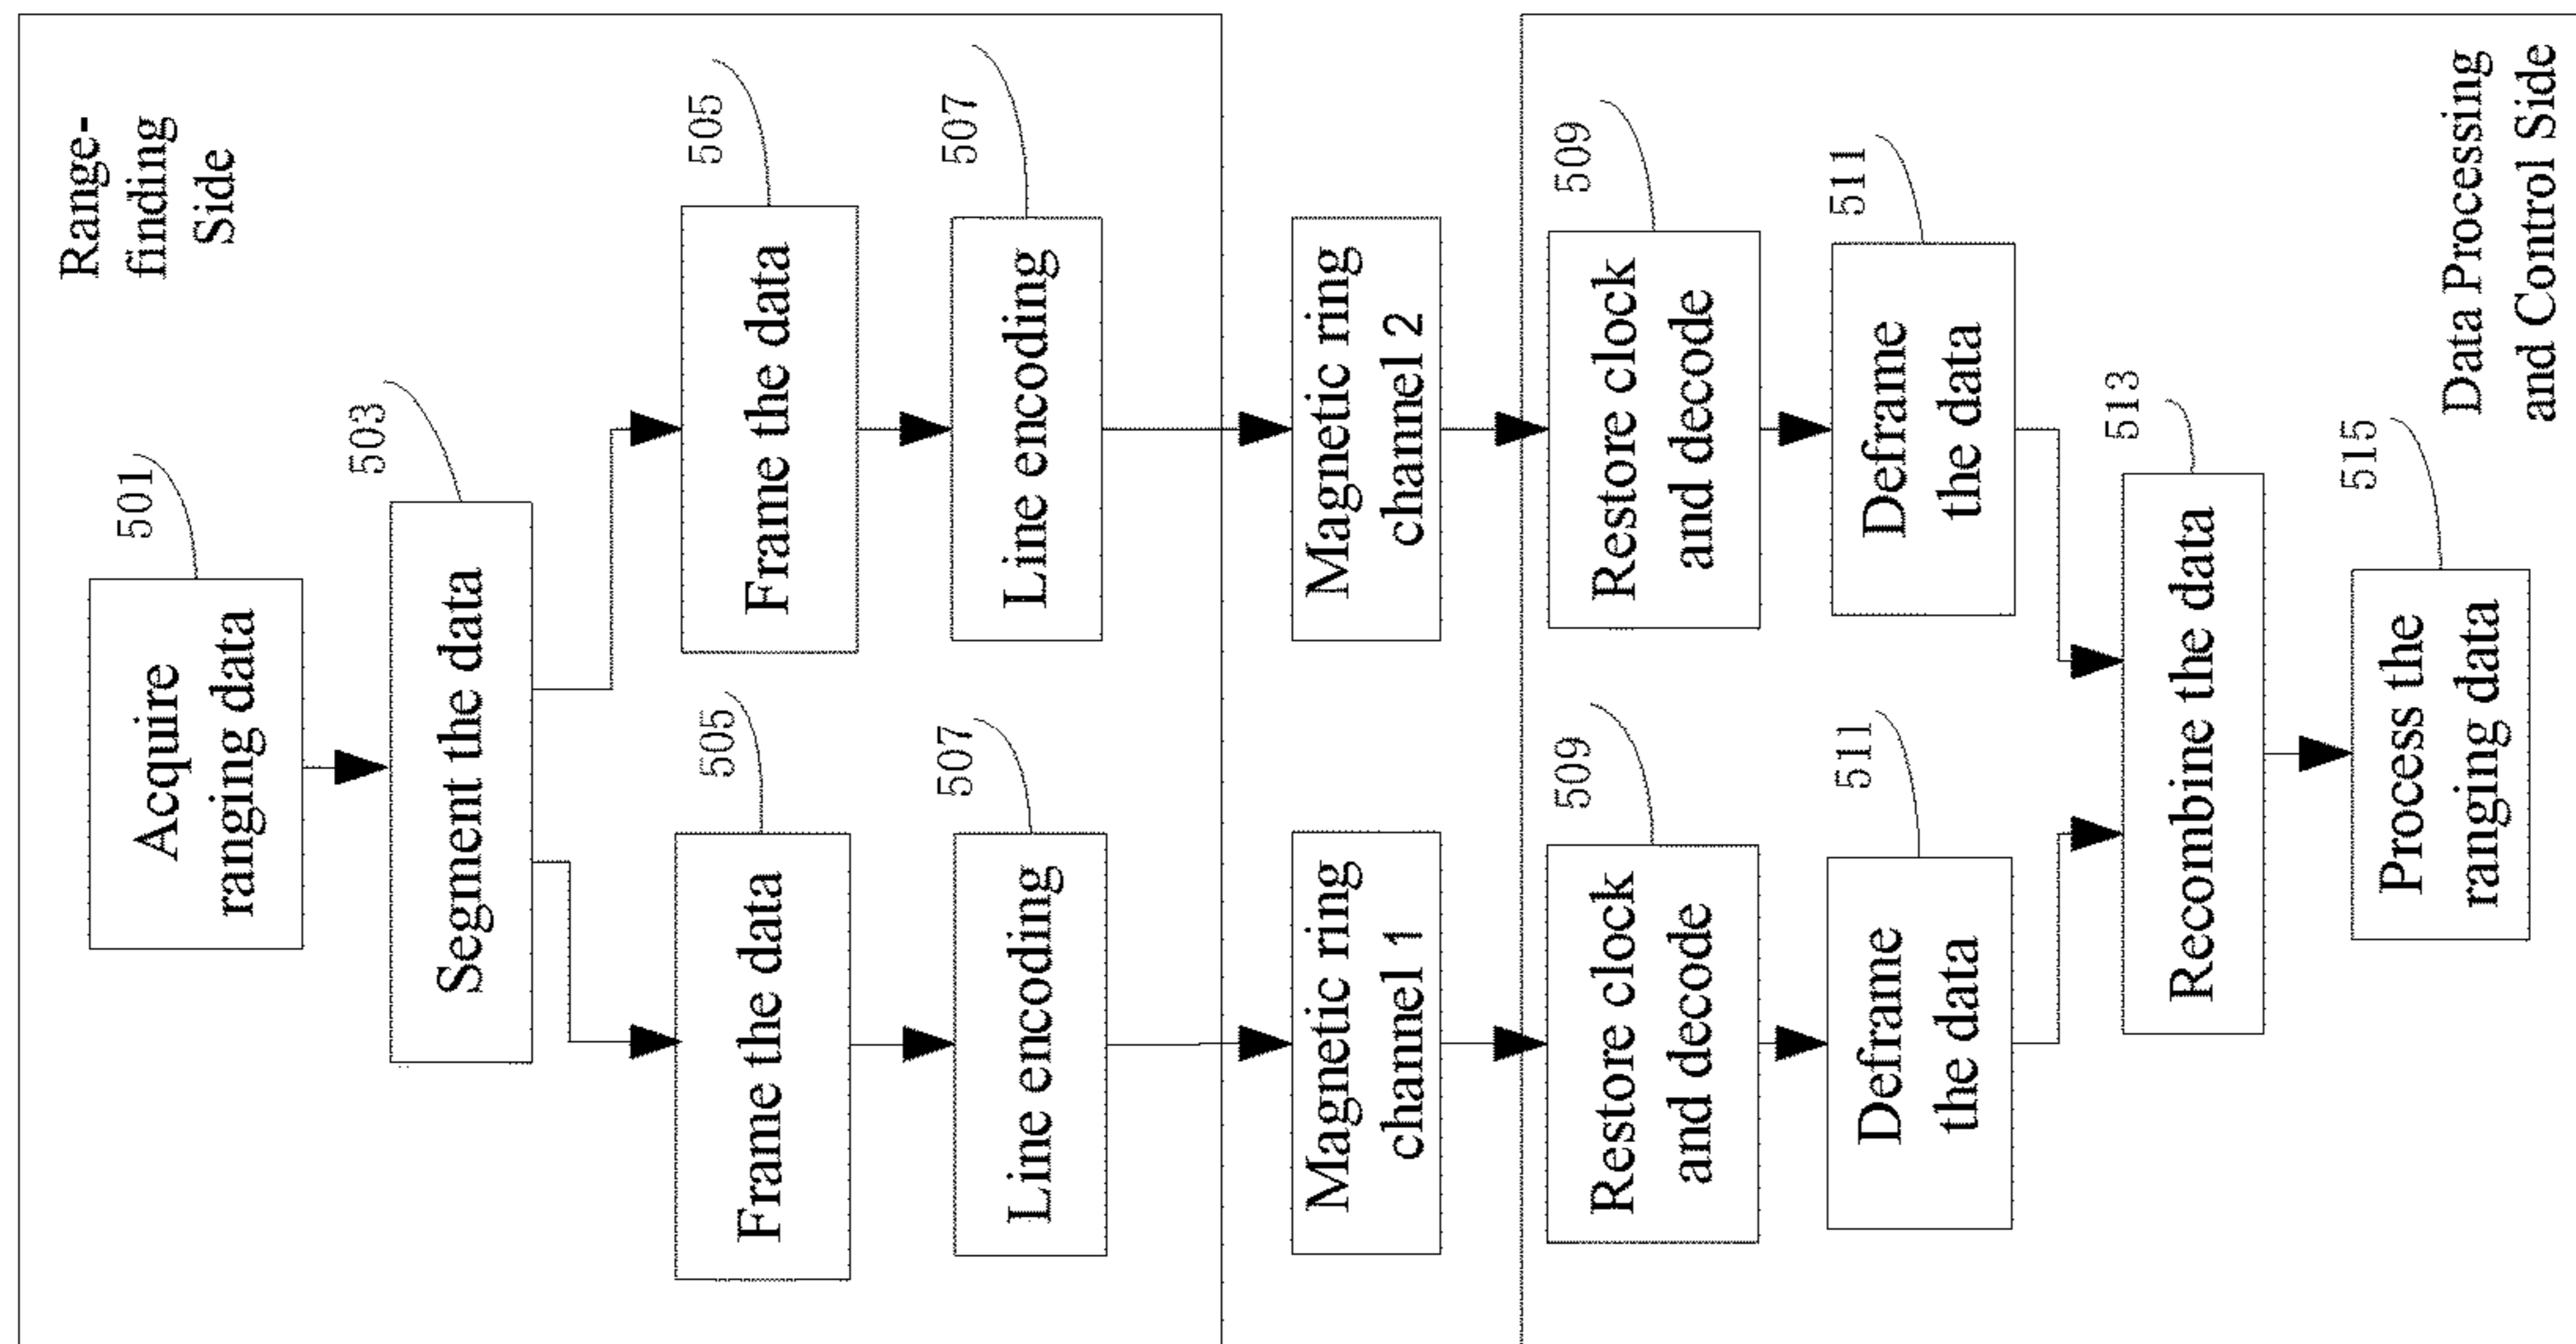 Range-
finding
Side
501
Acquire
ranging data
503
Segment the data
505
Frame the data
505
Frame the data
507
Line encoding
507
Line encoding
Magnetic ring
channel 1
Magnetic ring
channel 2
509
Restore clock
and decode
509
Restore clock
and decode
511
Deframe
the data
511
Deframe
the data
513
Recombine the data
515
Process the
ranging data
Data Processing
and Control Side